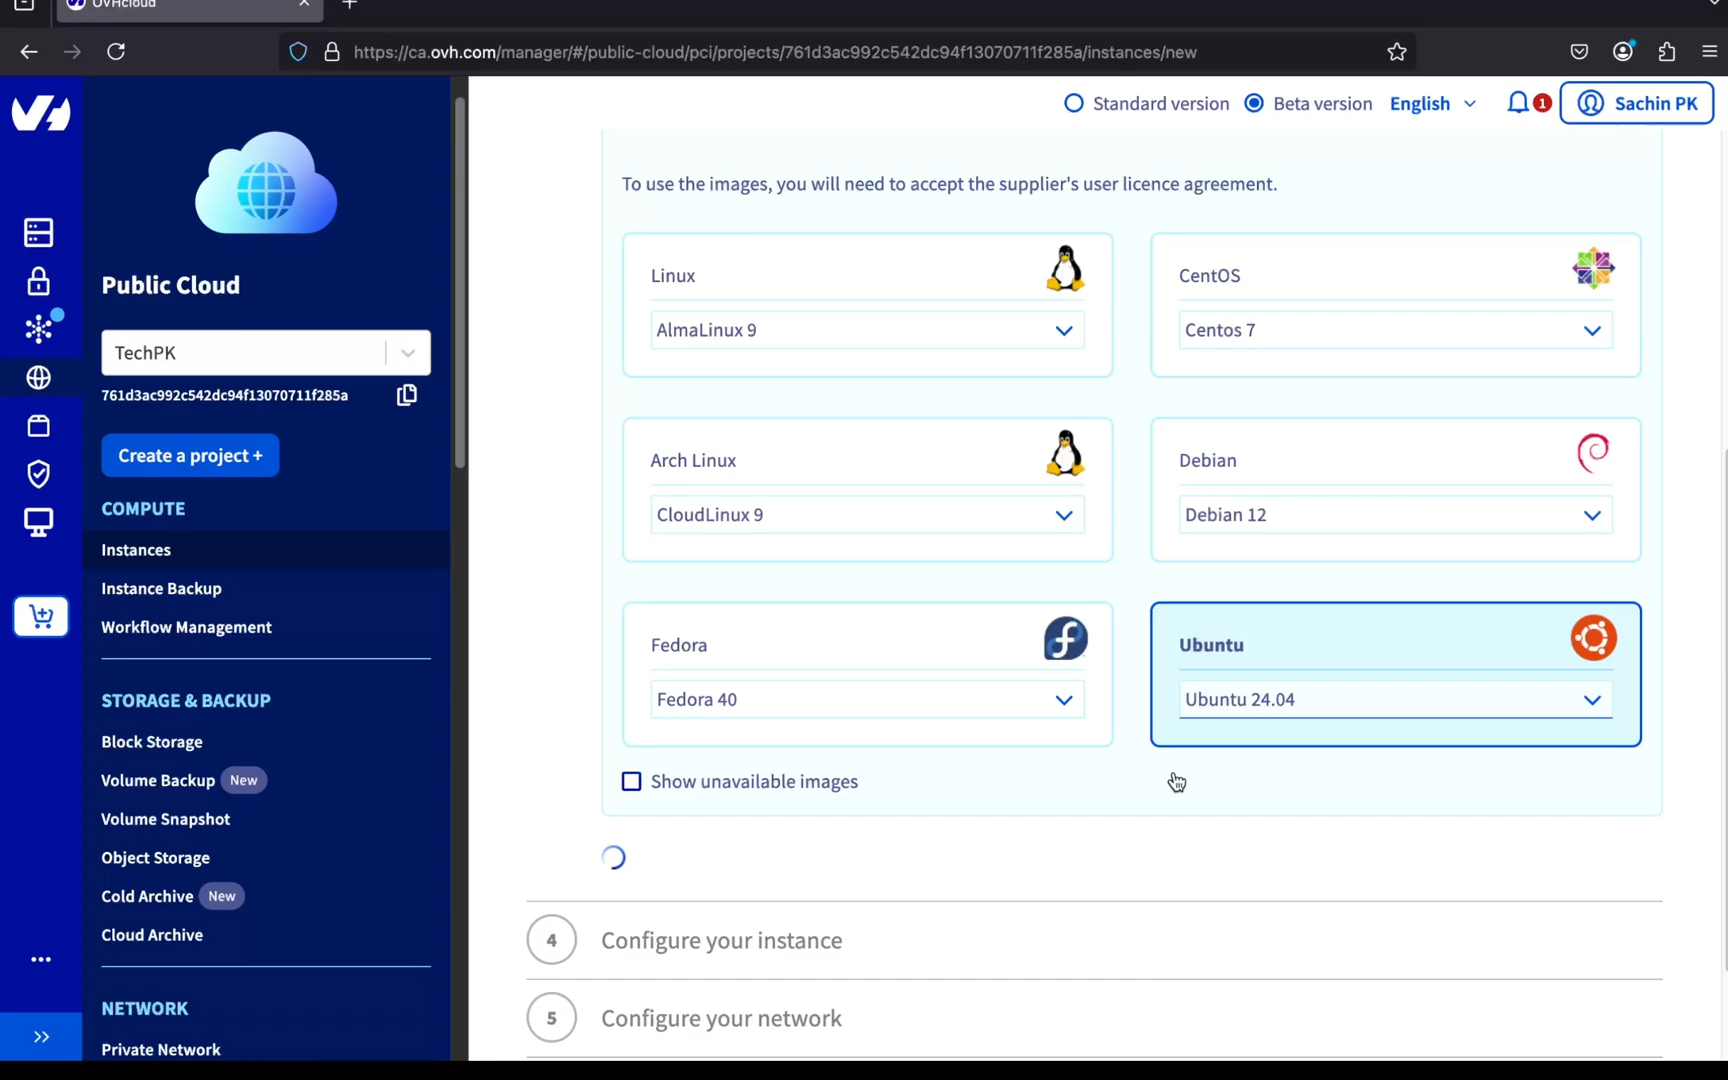 OVHcloud
https://ca.ovh.com/manager/#/public-cloud/pci/projects/761d3ac992c542dc94f13070711f285a/instances/new
Standard version
Beta version
English
1
Sachin PK
Public Cloud
TechPK
761d3ac992c542dc94f13070711f285a
Create a project +
COMPUTE
Instances
Instance Backup
Workflow Management
STORAGE & BACKUP
Block Storage
Volume Backup New
Volume Snapshot
Object Storage
Cold Archive New
Cloud Archive
NETWORK
Private Network
To use the images, you will need to accept the supplier's user licence agreement.
Linux
AlmaLinux 9
CentOS
Centos 7
Arch Linux
CloudLinux 9
Debian
Debian 12
Fedora
Fedora 40
Ubuntu
Ubuntu 24.04
Show unavailable images
4 Configure your instance
5 Configure your network